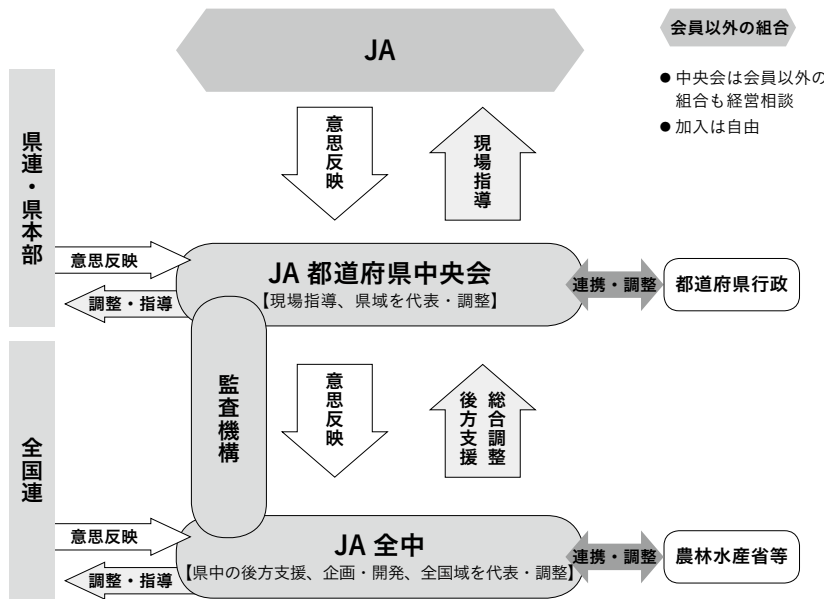 JA
会員以外の組合
● 中央会は会員以外の
組合も経営相談
● 加入は自由
県連・県本部
意思反映
現場指導
意思反映
調整・指導
JA 都道府県中央会
【現場指導、県域を代表・調整】
連携・調整
都道府県行政
監査機構
意思反映
総合調整
後方支援
全国連
意思反映
調整・指導
JA 全中
【県中の後方支援、企画・開発、全国域を代表・調整】
連携・調整
農林水産省等